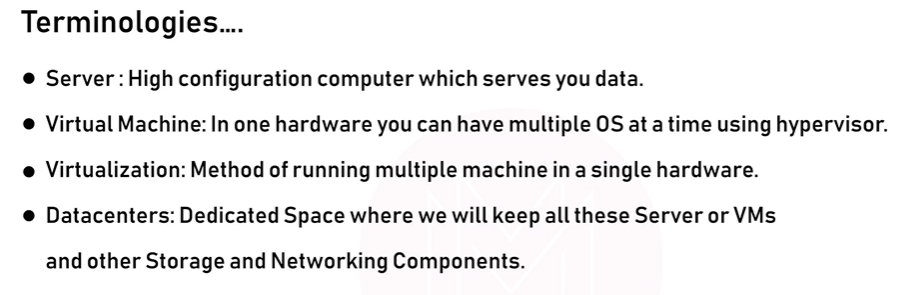 Terminologies....
● Server : High configuration computer which serves you data.
● Virtual Machine: In one hardware you can have multiple OS at a time using hypervisor.
● Virtualization: Method of running multiple machine in a single hardware.
● Datacenters: Dedicated Space where we will keep all these Server or VMs
and other Storage and Networking Components.